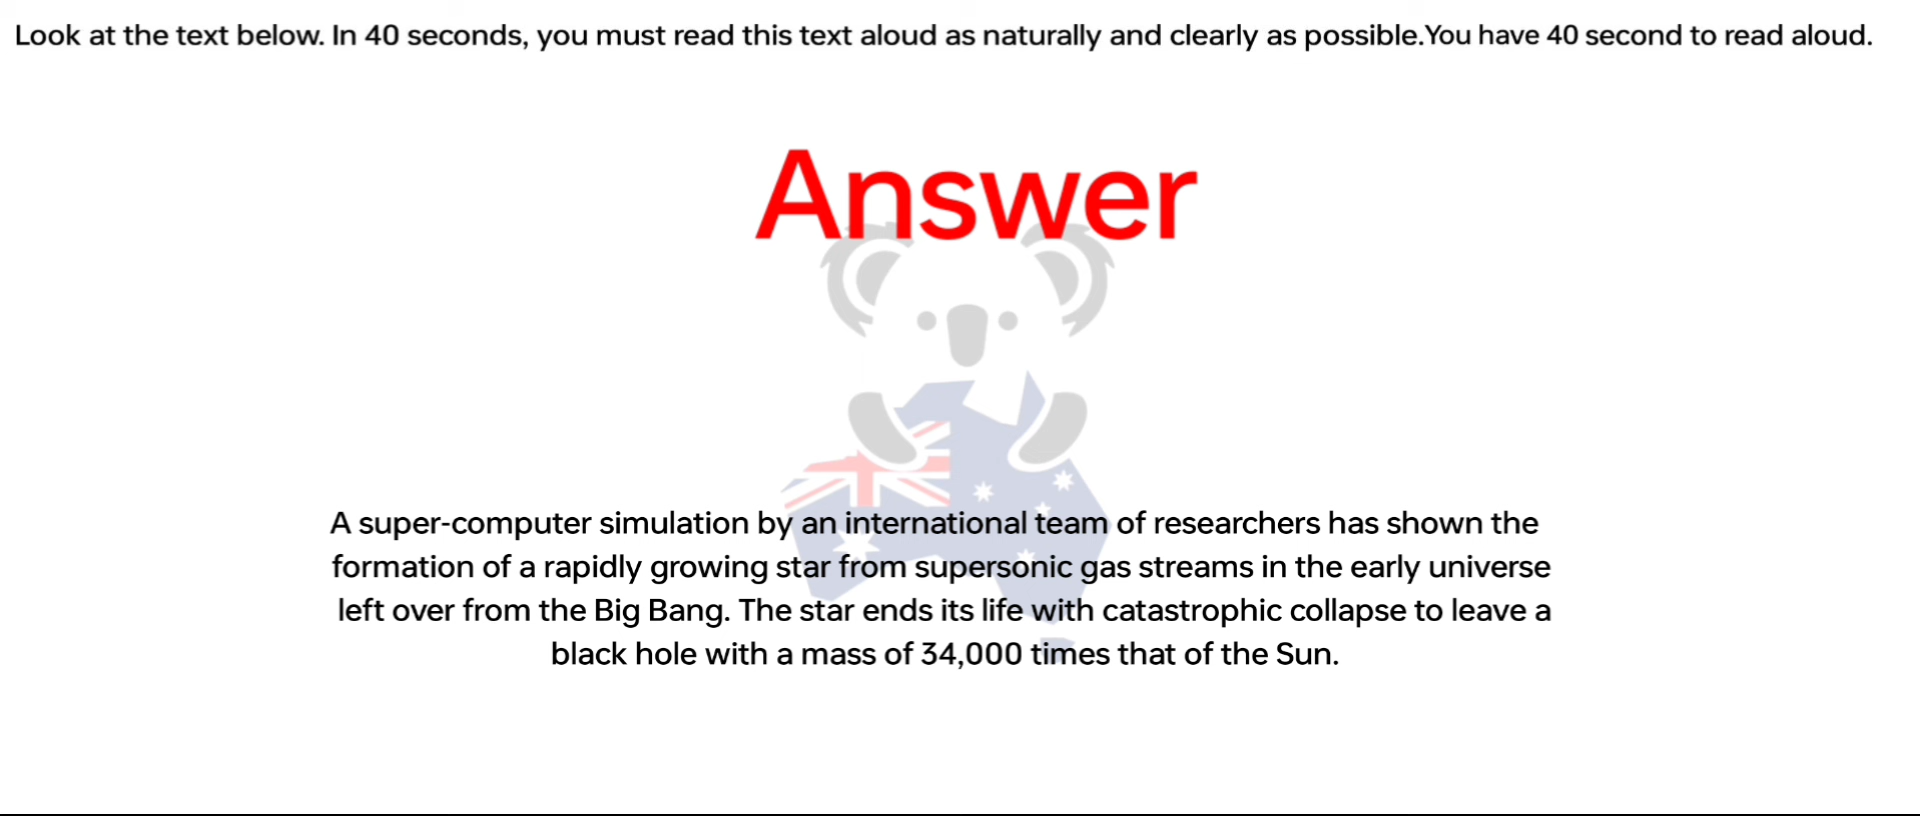 Look at the text below. In 40 seconds, you must read this text aloud as naturally and clearly as possible.You have 40 second to read aloud.
Answer
A super-computer simulation by an international team of researchers has shown the
formation of a rapidly growing star from supersonic gas streams in the early universe
left over from the Big Bang. The star ends its life with catastrophic collapse to leave a
black hole with a mass of 34,000 times that of the Sun.